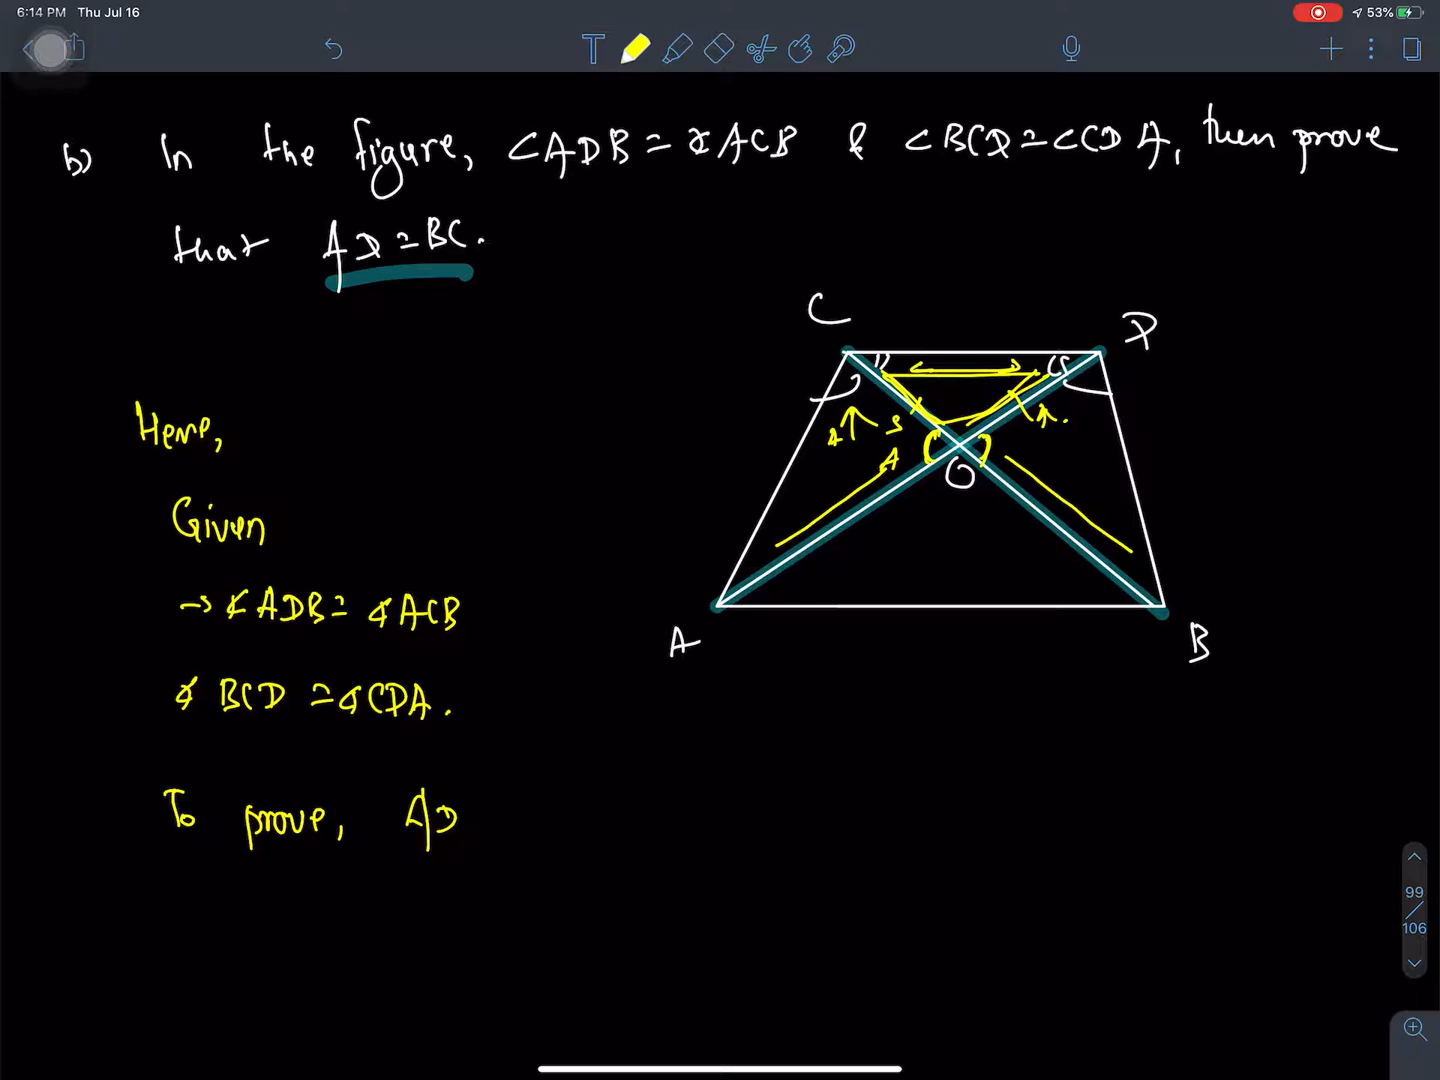 6:14 PM Thu Jul 16
53%
T
b) In the figure, <ADB = ∡ACB & <BCD = <CDA, then prove
that AD = BC.
C
D
Here,
S
A
A.
O
Given
→ ∡ADB = ∡ACB
A
B
∡ BCD = ∡CDA.
To prove, AD
99
106